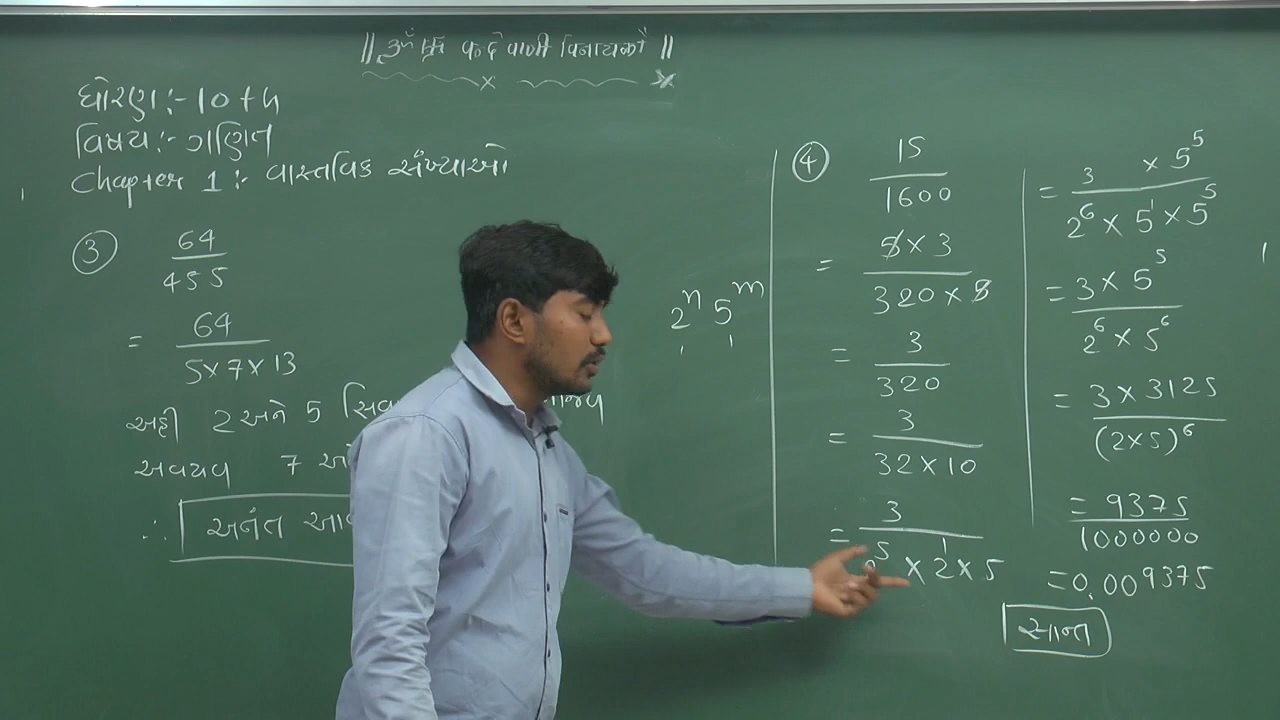 ધોરણ :- 10 th
વિષય :- ગણિત
Chapter 1 :- વાસ્તવિક સંખ્યાઓ
③ 64/455
= 64/(5×7×13)
અહી 2 અને 5
અવયવ 7
∴ અનંત
2ⁿ 5ᵐ
④ 15/1600
= (5×3)/(320×5)
= 3/320
= 3/(32×10)
= 3/(2⁵×2¹×5)
= (3×5⁵)/(2⁶×5¹×5⁵)
= (3×5⁵)/(2⁶×5⁶)
= (3×3125)/(2×5)⁶
= 9375/1000000
= 0.009375
સાન્ત